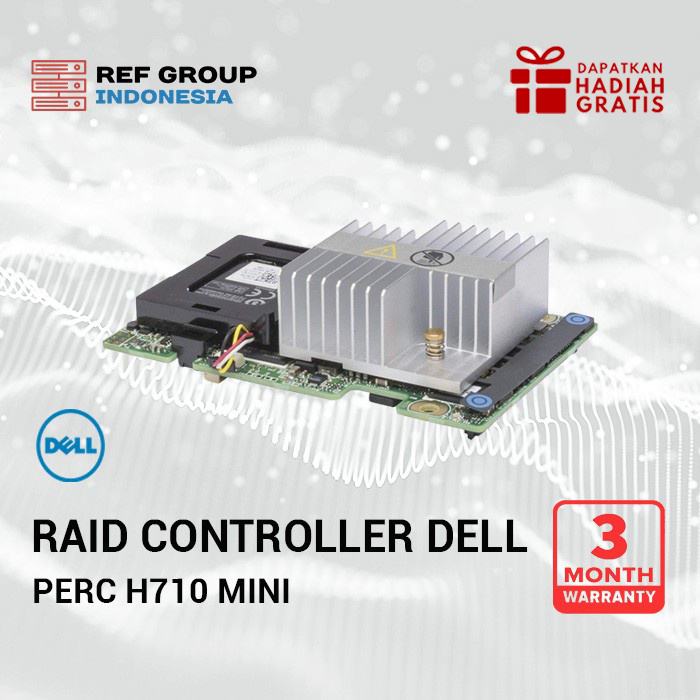 REF GROUP
INDONESIA
DAPATKAN
HADIAH
GRATIS
DELL
RAID CONTROLLER DELL
PERC H710 MINI
3
MONTH
WARRANTY